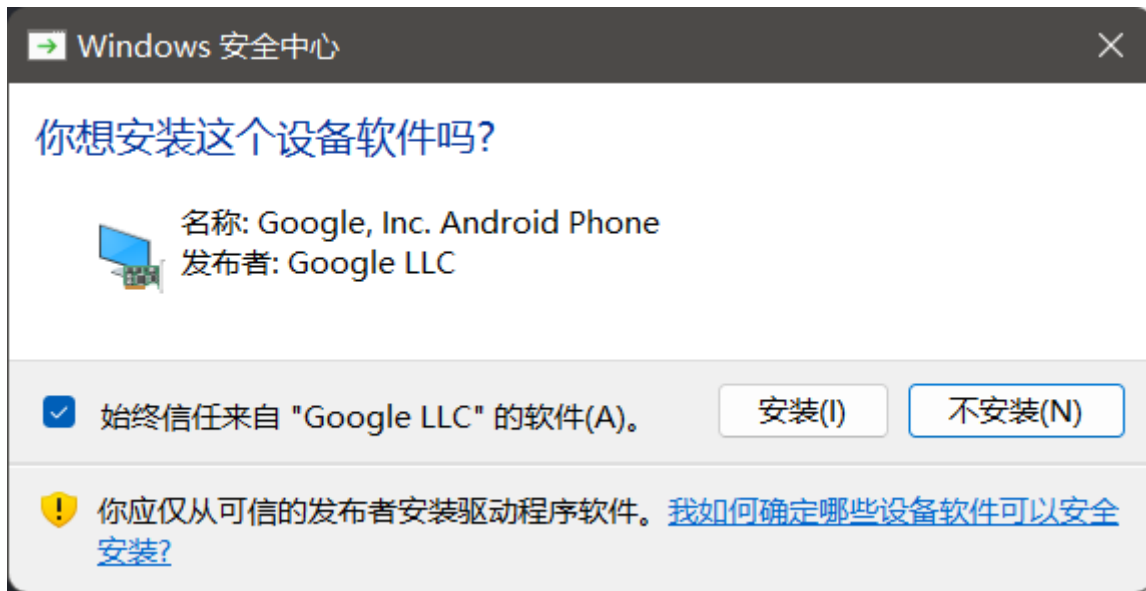 Windows 安全中心
你想安装这个设备软件吗?
名称: Google, Inc. Android Phone
发布者: Google LLC
始终信任来自 "Google LLC" 的软件(A)。
安装(I)
不安装(N)
你应仅从可信的发布者安装驱动程序软件。我如何确定哪些设备软件可以安全
安装?